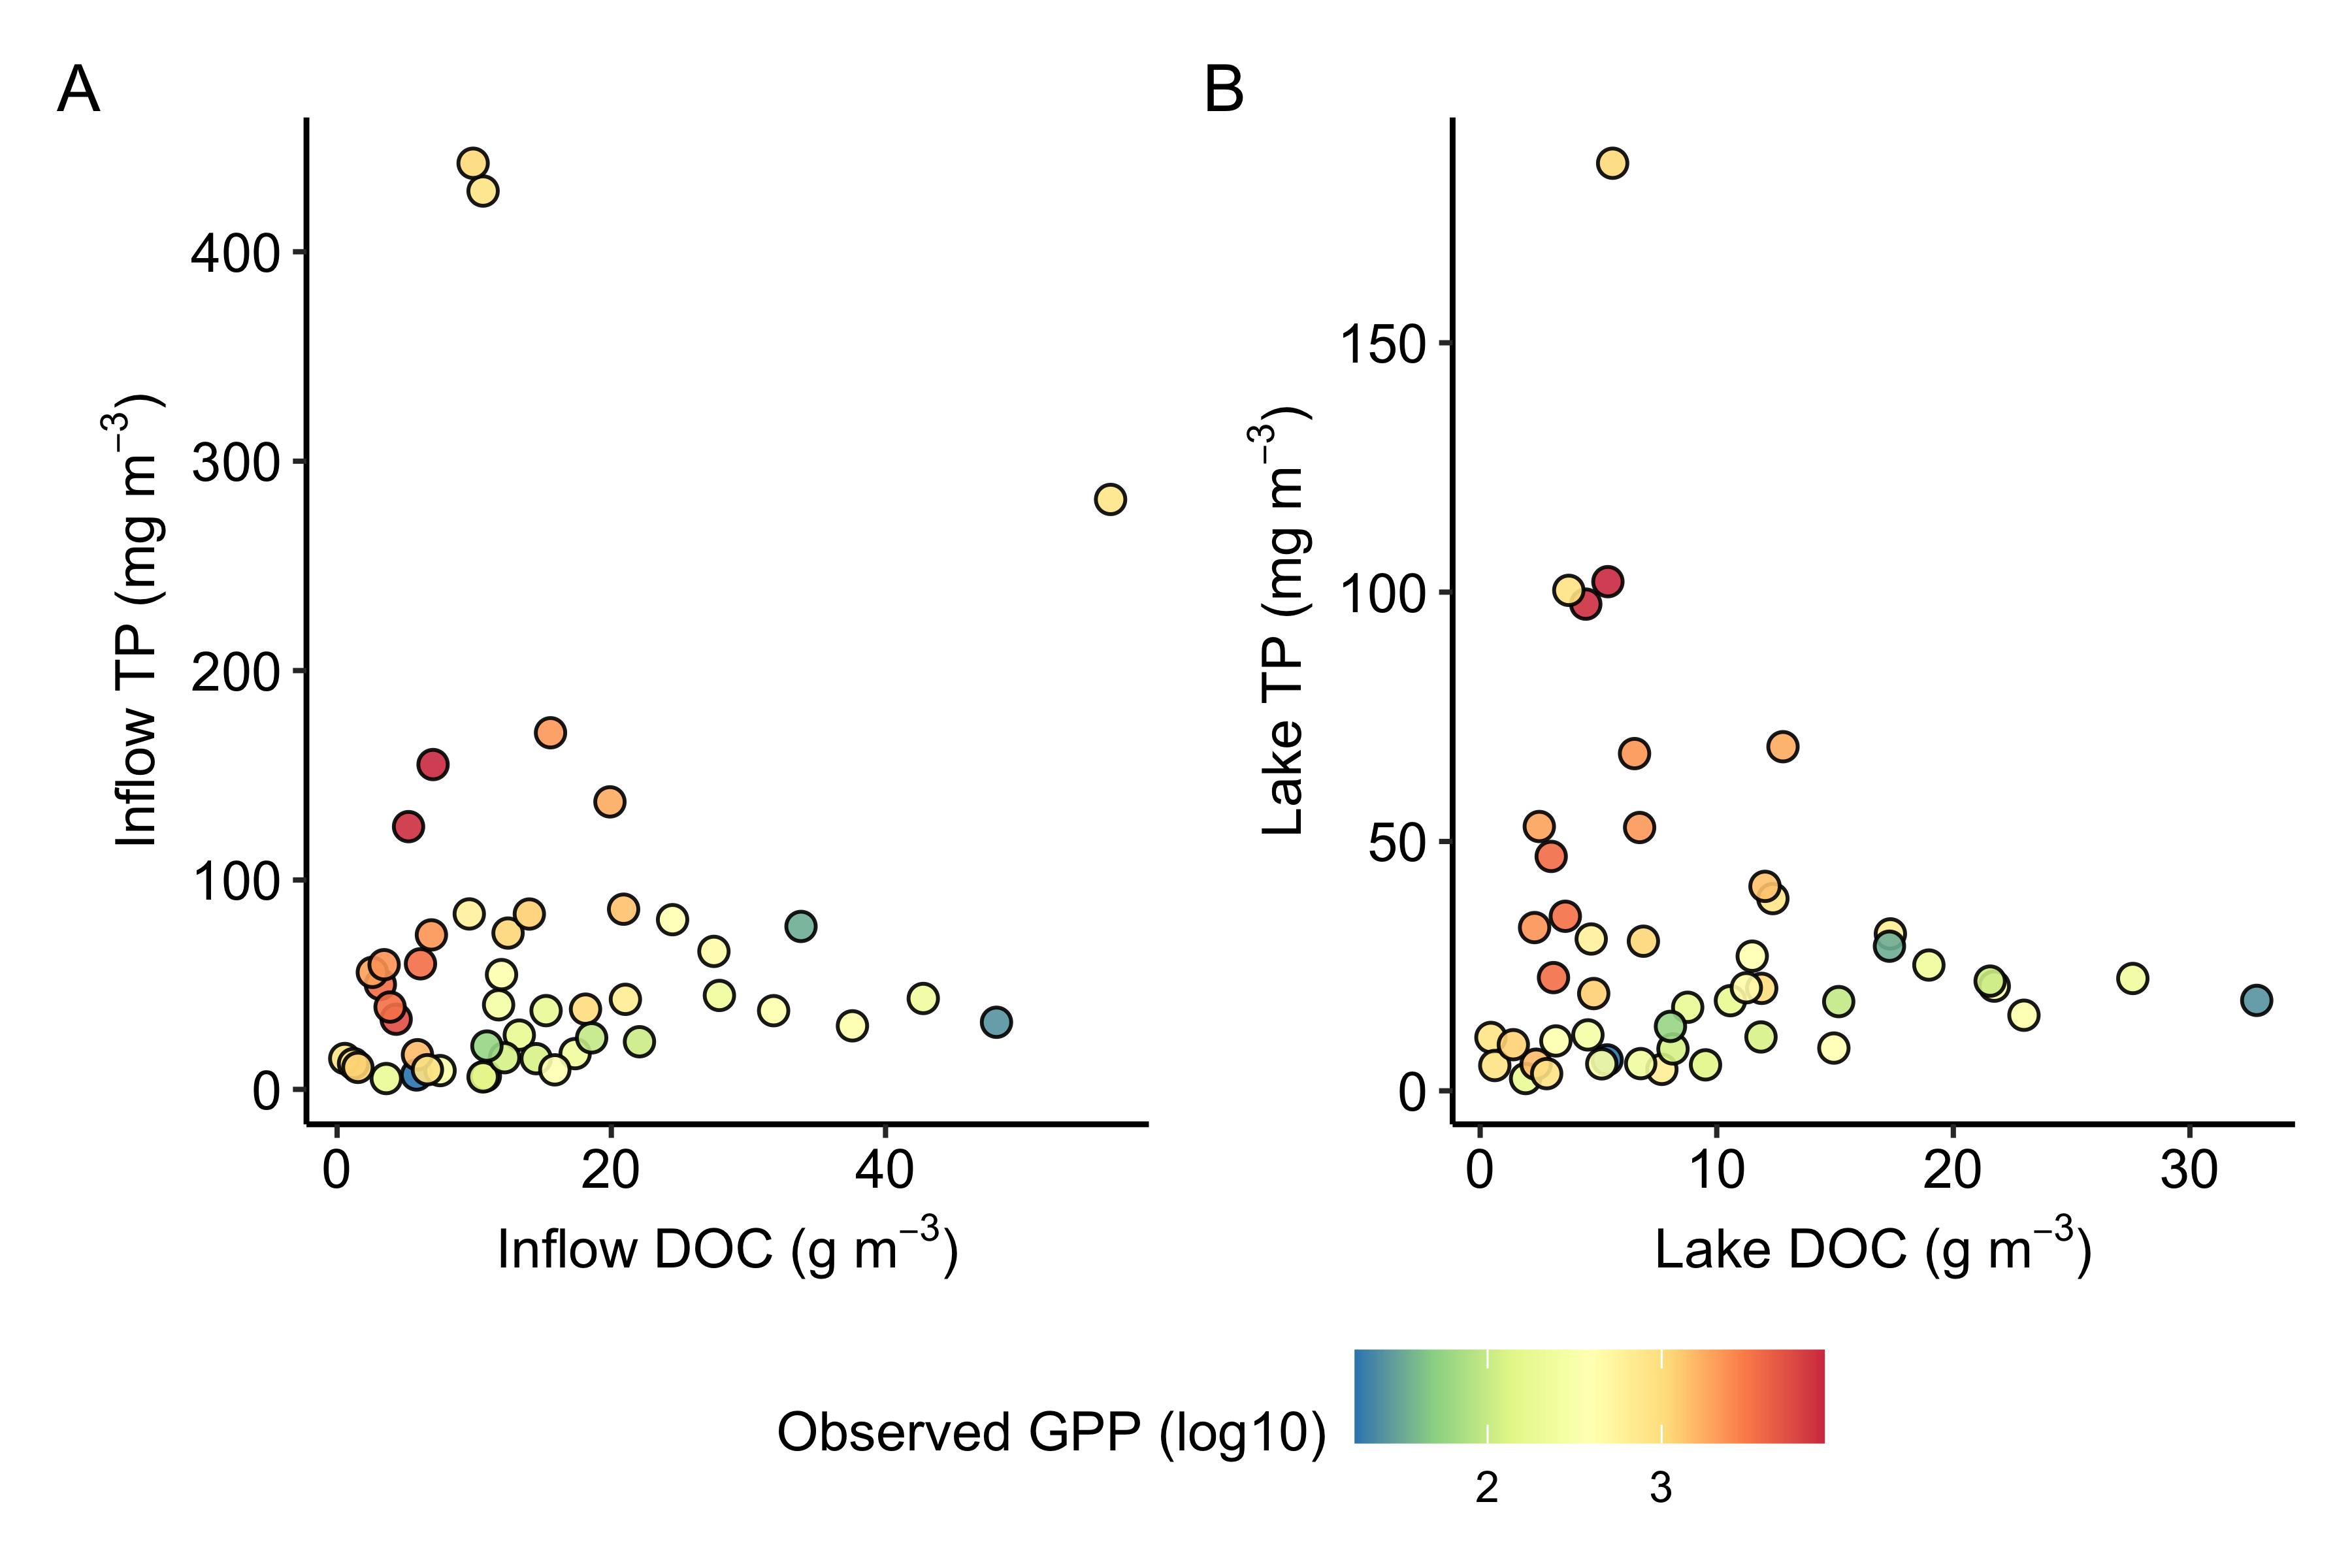 A
B
Inflow TP (mg m⁻³)
400
300
200
100
0
0 20 40
Inflow DOC (g m⁻³)
Lake TP (mg m⁻³)
150
100
50
0
0 10 20 30
Lake DOC (g m⁻³)
Observed GPP (log10)
2 3